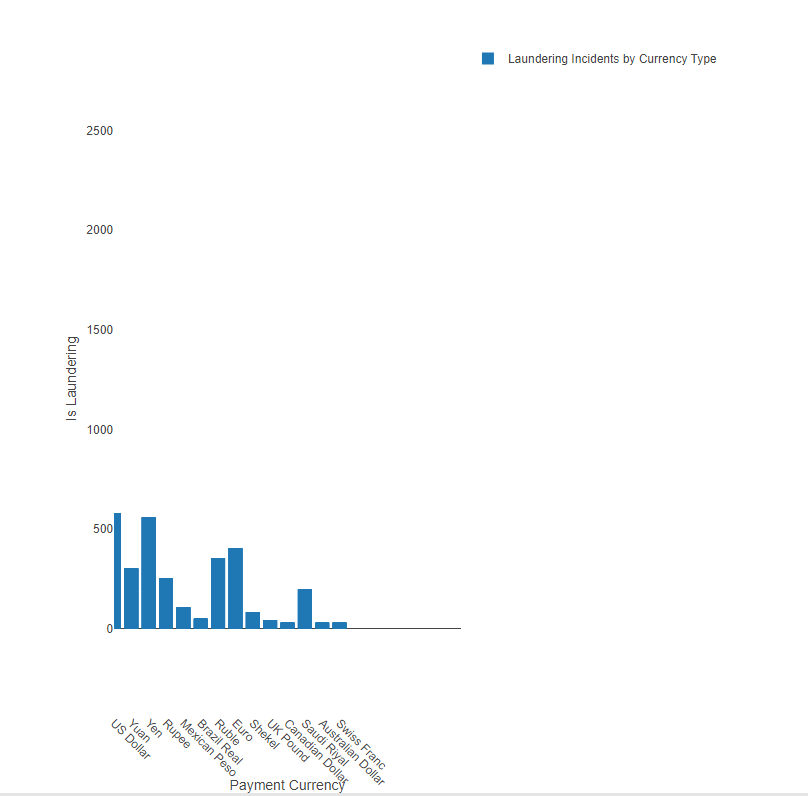 Laundering Incidents by Currency Type
2500
2000
1500
1000
500
0
Is Laundering
US Dollar
Yuan
Yen
Rupee
Mexican Peso
Brazil Real
Ruble
Euro
Shekel
UK Pound
Canadian Dollar
Saudi Riyal
Australian Dollar
Swiss Franc
Payment Currency